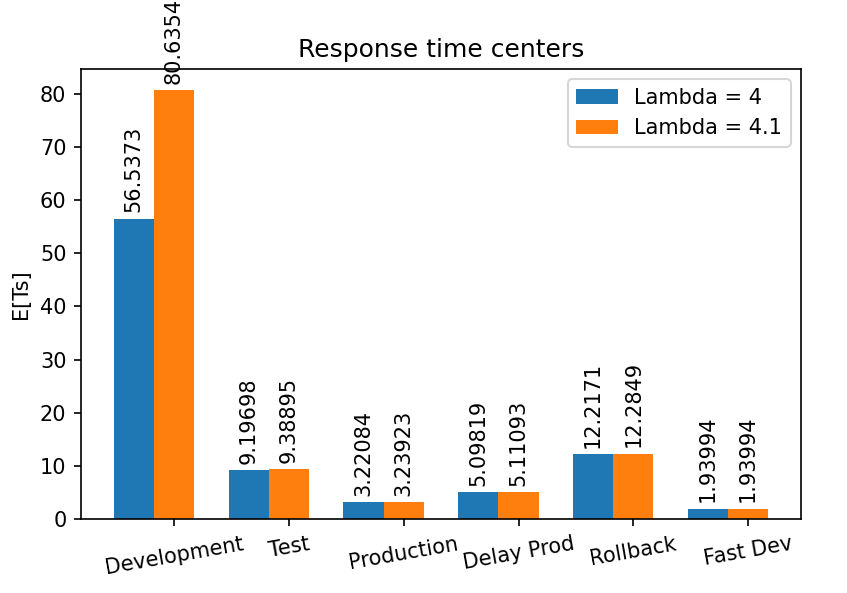 Response time centers
Lambda = 4
Lambda = 4.1
E[Ts]
80
70
60
50
40
30
20
10
0
56.5373
80.6354
9.19698
9.38895
3.22084
3.23923
5.09819
5.11093
12.2171
12.2849
1.93994
1.93994
Development
Test
Production
Delay Prod
Rollback
Fast Dev